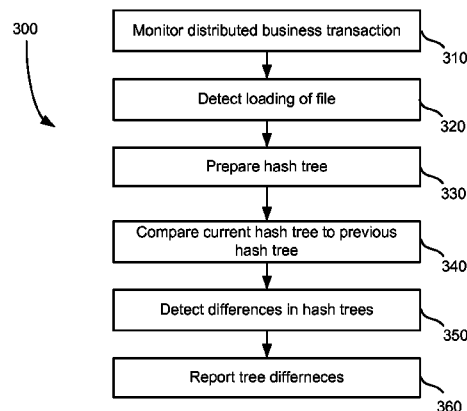 300
Monitor distributed business transaction
310
Detect loading of file
320
Prepare hash tree
330
Compare current hash tree to previous
hash tree
340
Detect differences in hash trees
350
Report tree differneces
360